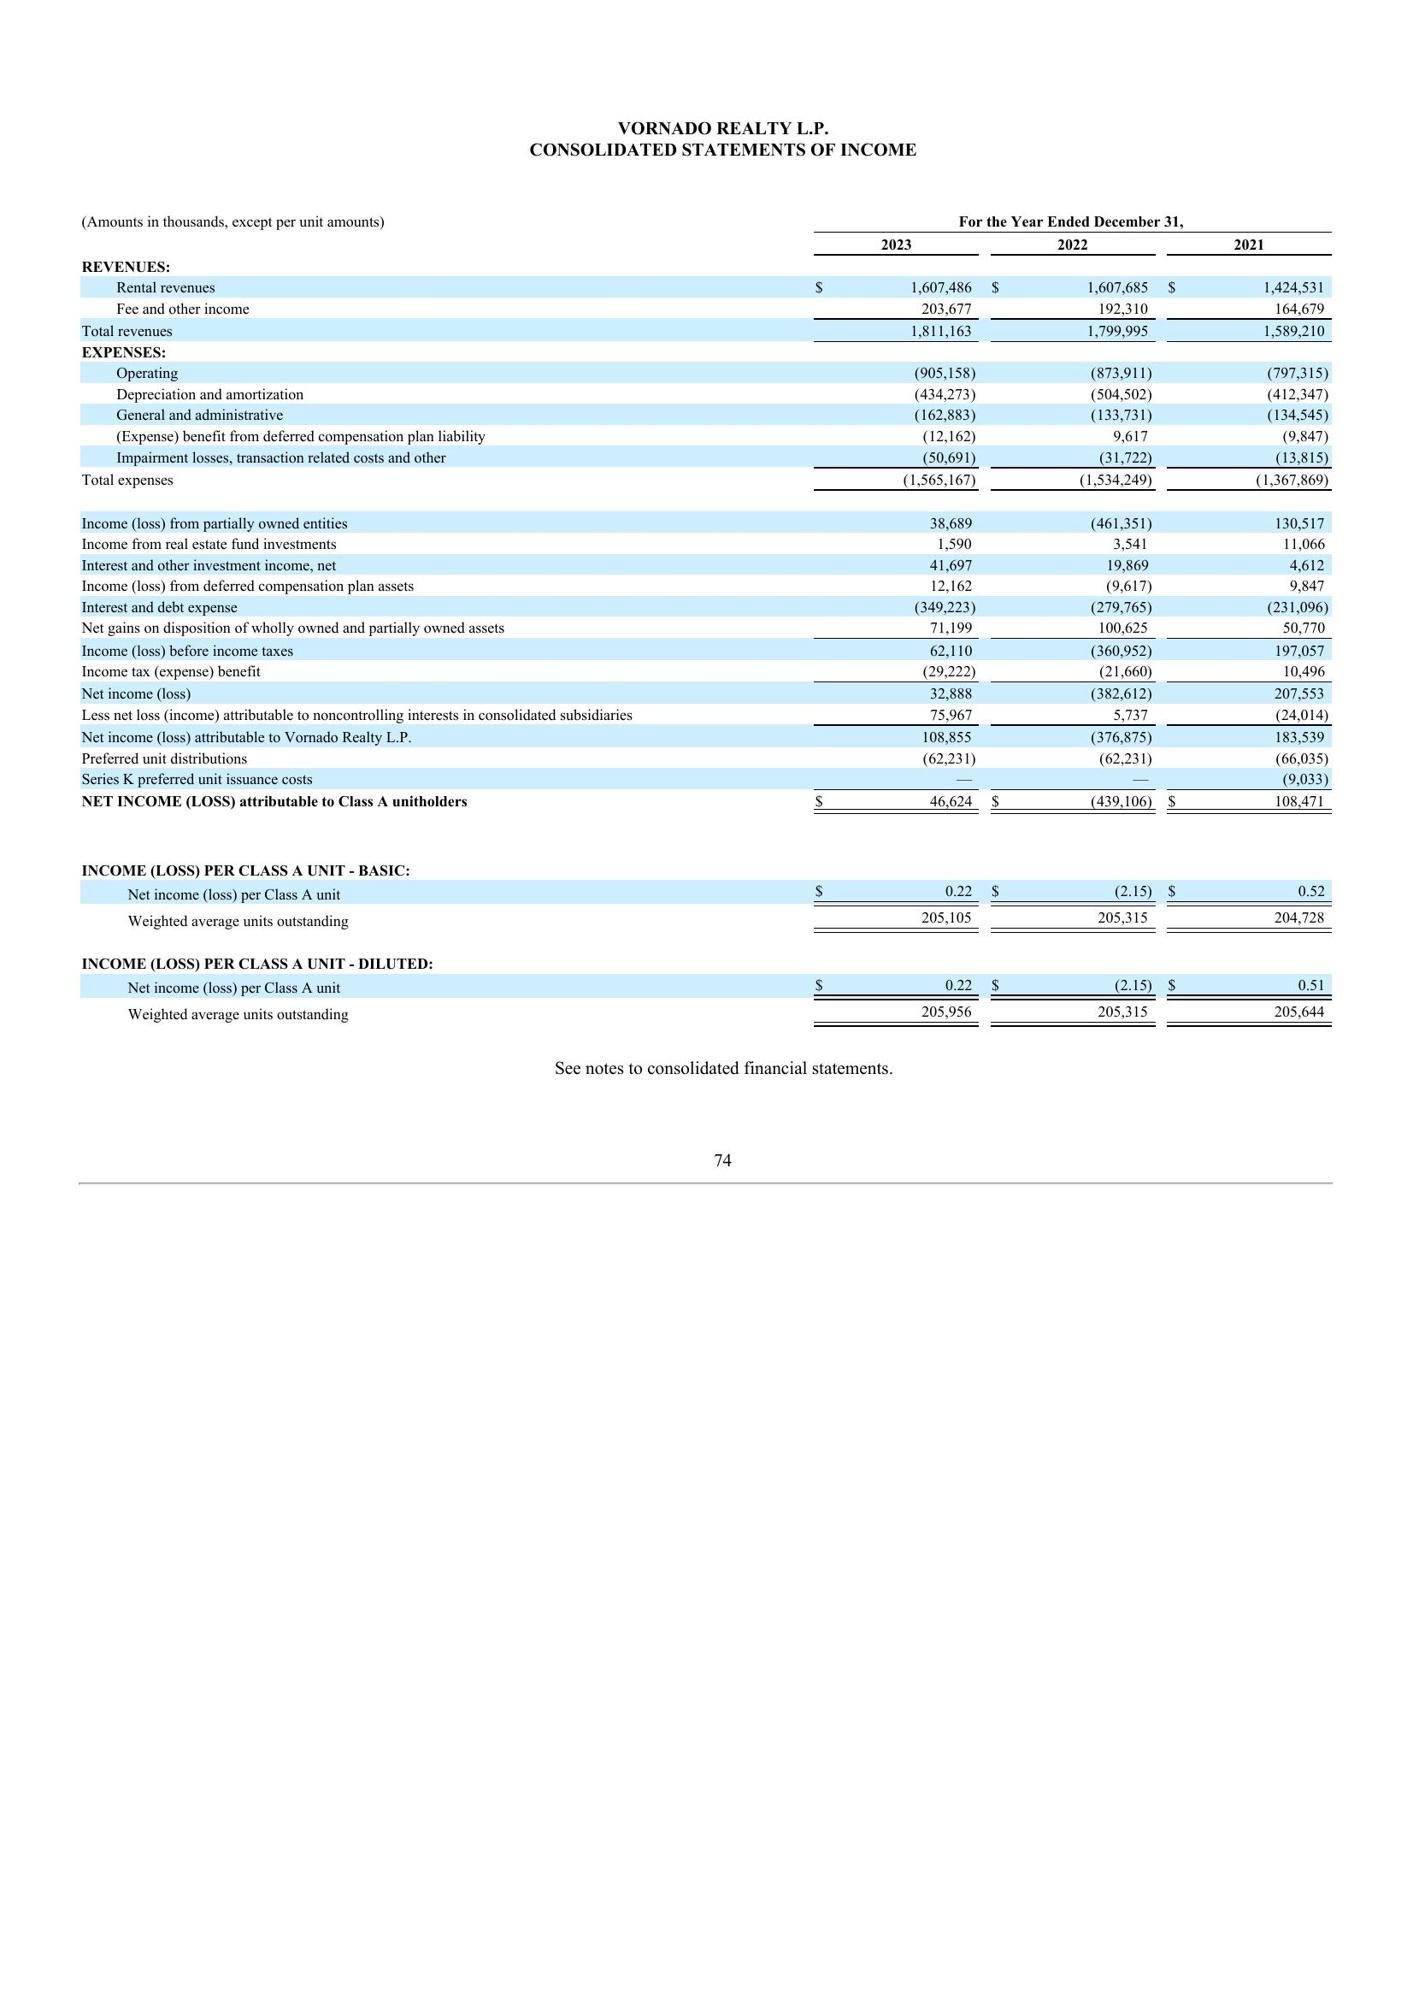 VORNADO REALTY L.P.
CONSOLIDATED STATEMENTS OF INCOME
(Amounts in thousands, except per unit amounts) For the Year Ended December 31,
2023 2022 2021
REVENUES:
Rental revenues $ 1,607,486 $ 1,607,685 $ 1,424,531
Fee and other income 203,677 192,310 164,679
Total revenues 1,811,163 1,799,995 1,589,210
EXPENSES:
Operating (905,158) (873,911) (797,315)
Depreciation and amortization (434,273) (504,502) (412,347)
General and administrative (162,883) (133,731) (134,545)
(Expense) benefit from deferred compensation plan liability (12,162) 9,617 (9,847)
Impairment losses, transaction related costs and other (50,691) (31,722) (13,815)
Total expenses (1,565,167) (1,534,249) (1,367,869)
Income (loss) from partially owned entities 38,689 (461,351) 130,517
Income from real estate fund investments 1,590 3,541 11,066
Interest and other investment income, net 41,697 19,869 4,612
Income (loss) from deferred compensation plan assets 12,162 (9,617) 9,847
Interest and debt expense (349,223) (279,765) (231,096)
Net gains on disposition of wholly owned and partially owned assets 71,199 100,625 50,770
Income (loss) before income taxes 62,110 (360,952) 197,057
Income tax (expense) benefit (29,222) (21,660) 10,496
Net income (loss) 32,888 (382,612) 207,553
Less net loss (income) attributable to noncontrolling interests in consolidated subsidiaries 75,967 5,737 (24,014)
Net income (loss) attributable to Vornado Realty L.P. 108,855 (376,875) 183,539
Preferred unit distributions (62,231) (62,231) (66,035)
Series K preferred unit issuance costs — — (9,033)
NET INCOME (LOSS) attributable to Class A unitholders $ 46,624 $ (439,106) $ 108,471
INCOME (LOSS) PER CLASS A UNIT - BASIC:
Net income (loss) per Class A unit $ 0.22 $ (2.15) $ 0.52
Weighted average units outstanding 205,105 205,315 204,728
INCOME (LOSS) PER CLASS A UNIT - DILUTED:
Net income (loss) per Class A unit $ 0.22 $ (2.15) $ 0.51
Weighted average units outstanding 205,956 205,315 205,644
See notes to consolidated financial statements.
74